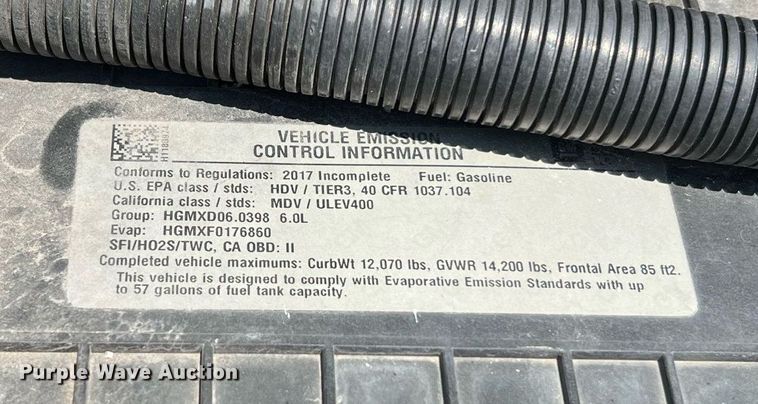 VEHICLE EMISSION
CONTROL INFORMATION
Conforms to Regulations: 2017 Incomplete Fuel: Gasoline
U.S. EPA class / stds: HDV / TIER3, 40 CFR 1037.104
California class / stds: MDV / ULEV400
Group: HGMXD06.0398 6.0L
Evap: HGMXF0176860
SFI/HO2S/TWC, CA OBD: II
Completed vehicle maximums: CurbWt 12,070 lbs, GVWR 14,200 lbs, Frontal Area 85 ft2.
This vehicle is designed to comply with Evaporative Emission Standards with up
to 57 gallons of fuel tank capacity.
Purple Wave Auction